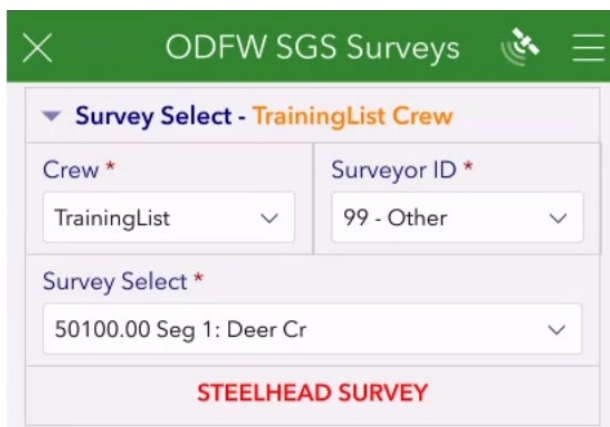 ODFW SGS Surveys
Survey Select - TrainingList Crew
Crew * Surveyor ID *
TrainingList 99 - Other
Survey Select *
50100.00 Seg 1: Deer Cr
STEELHEAD SURVEY